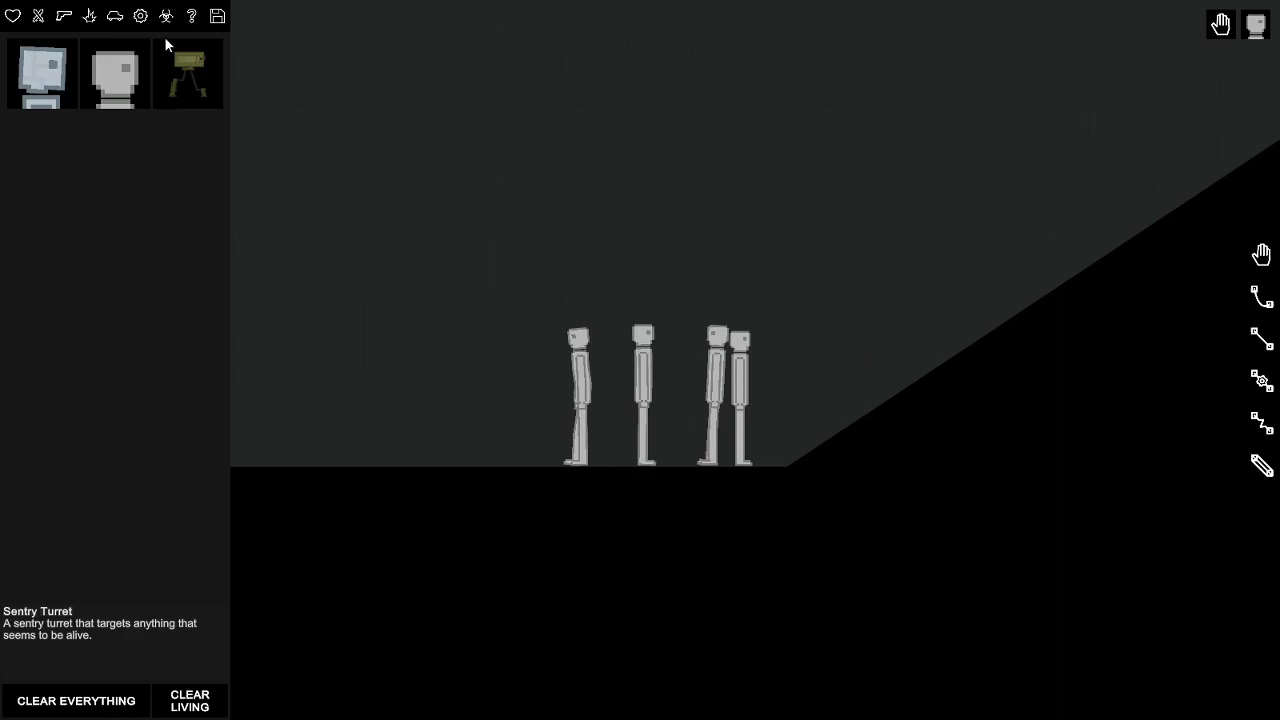 Sentry Turret
A sentry turret that targets anything that
seems to be alive.
CLEAR EVERYTHING
CLEAR
LIVING